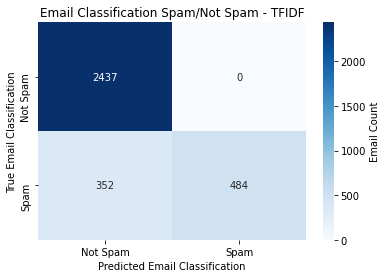 Email Classification Spam/Not Spam - TFIDF
True Email Classification
Not Spam
Spam
2437
0
352
484
Not Spam
Spam
Predicted Email Classification
2000
1500
1000
500
0
Email Count